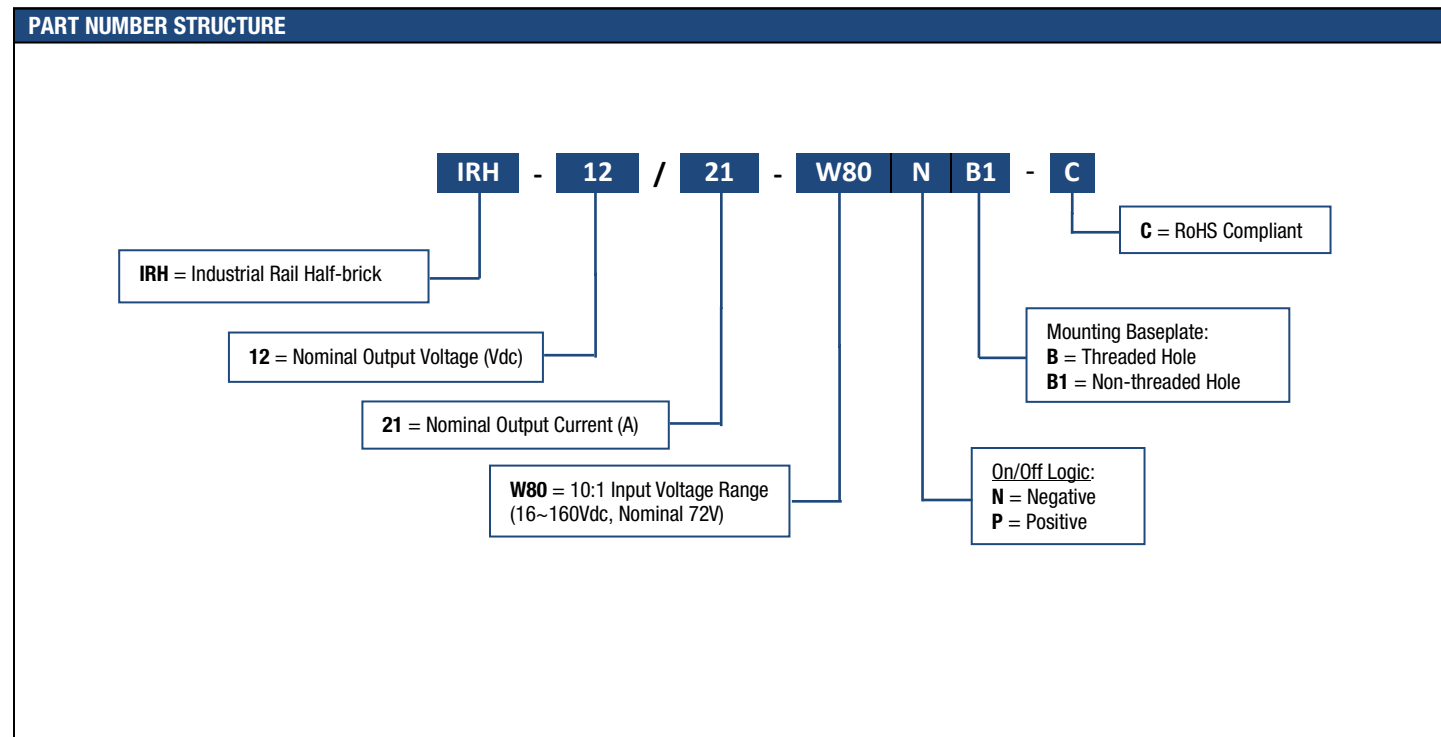 PART NUMBER STRUCTURE
IRH - 12 / 21 - W80 N B1 - C
C = RoHS Compliant
IRH = Industrial Rail Half-brick
Mounting Baseplate:
B = Threaded Hole
B1 = Non-threaded Hole
12 = Nominal Output Voltage (Vdc)
21 = Nominal Output Current (A)
On/Off Logic:
N = Negative
P = Positive
W80 = 10:1 Input Voltage Range
(16~160Vdc, Nominal 72V)